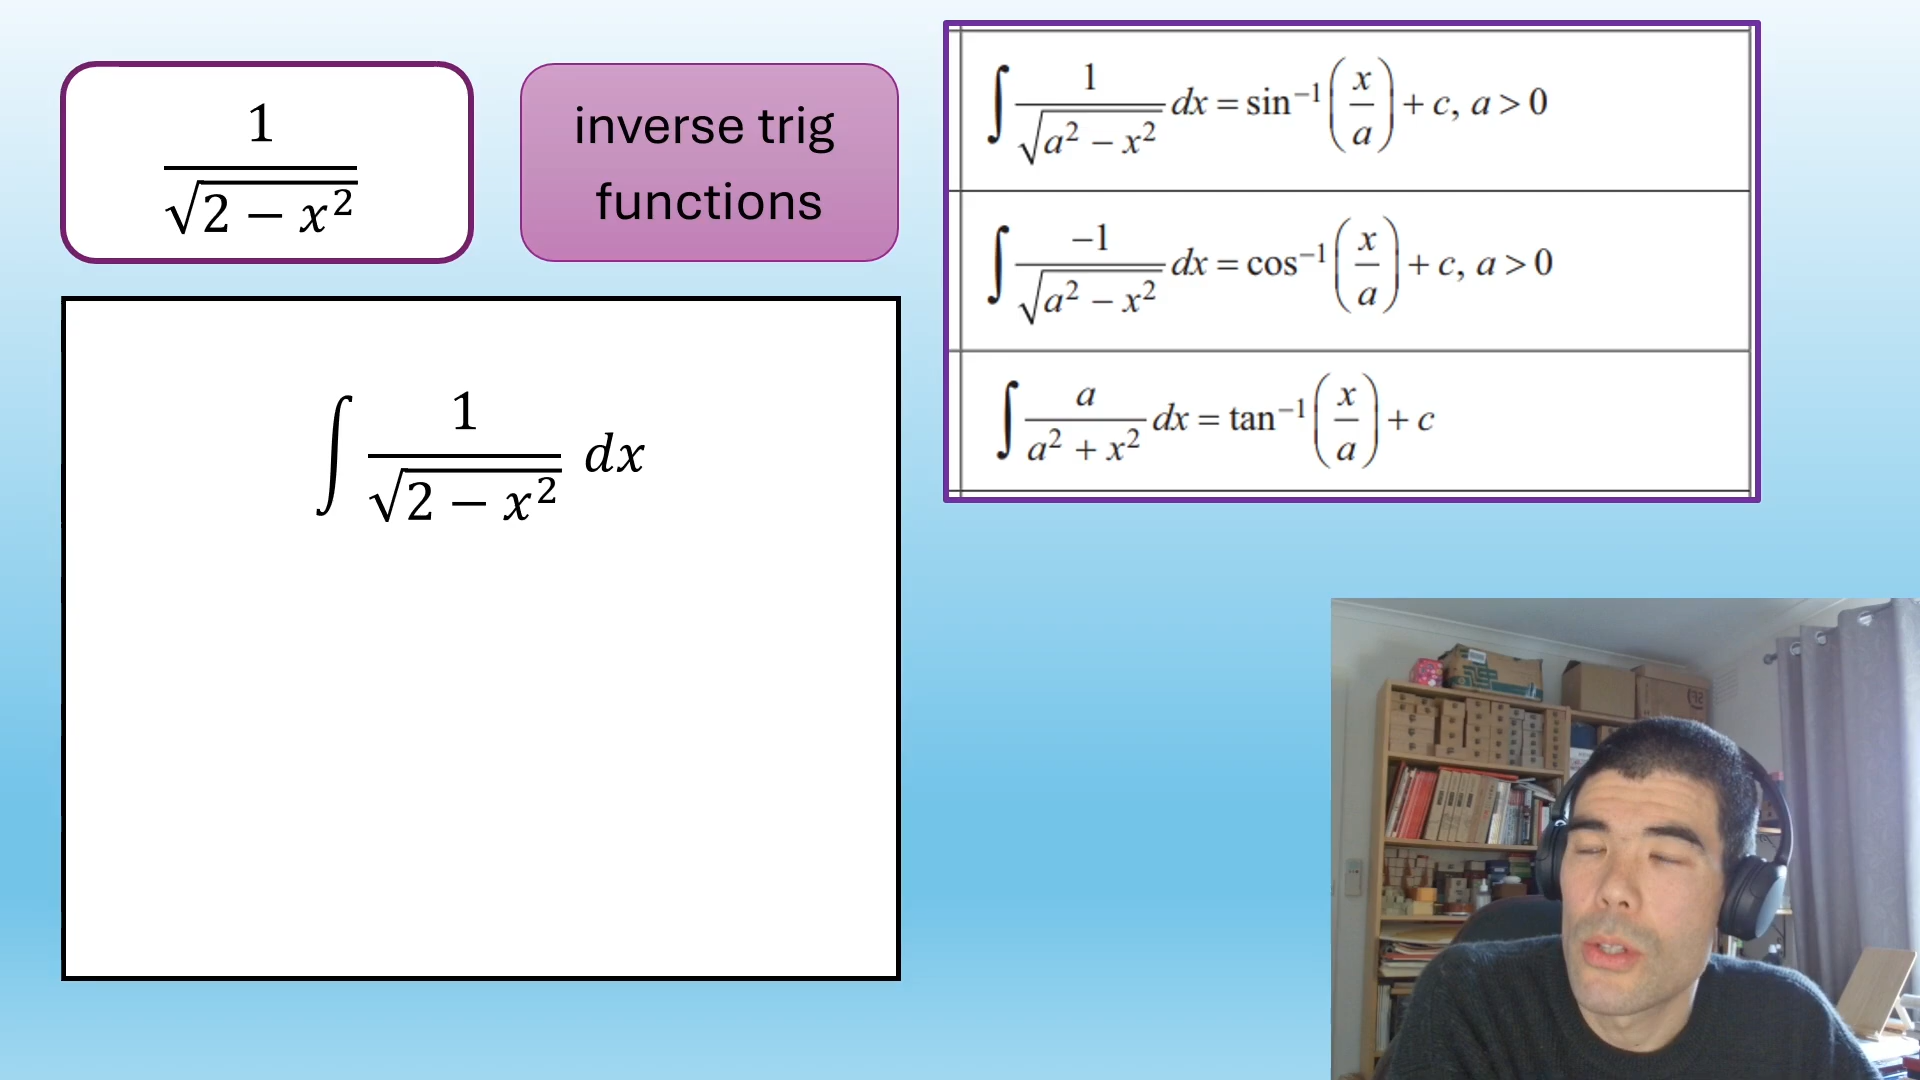 1/√(2 − x²)
inverse trig
functions
∫ 1/√(2 − x²) dx
∫ 1/√(a² − x²) dx = sin⁻¹(x/a) + c, a > 0
∫ −1/√(a² − x²) dx = cos⁻¹(x/a) + c, a > 0
∫ a/(a² + x²) dx = tan⁻¹(x/a) + c